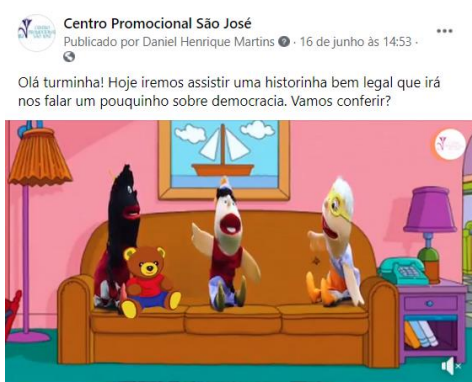 Centro Promocional São José
Publicado por Daniel Henrique Martins · 16 de junho às 14:53 ·
Olá turminha! Hoje iremos assistir uma historinha bem legal que irá
nos falar um pouquinho sobre democracia. Vamos conferir?